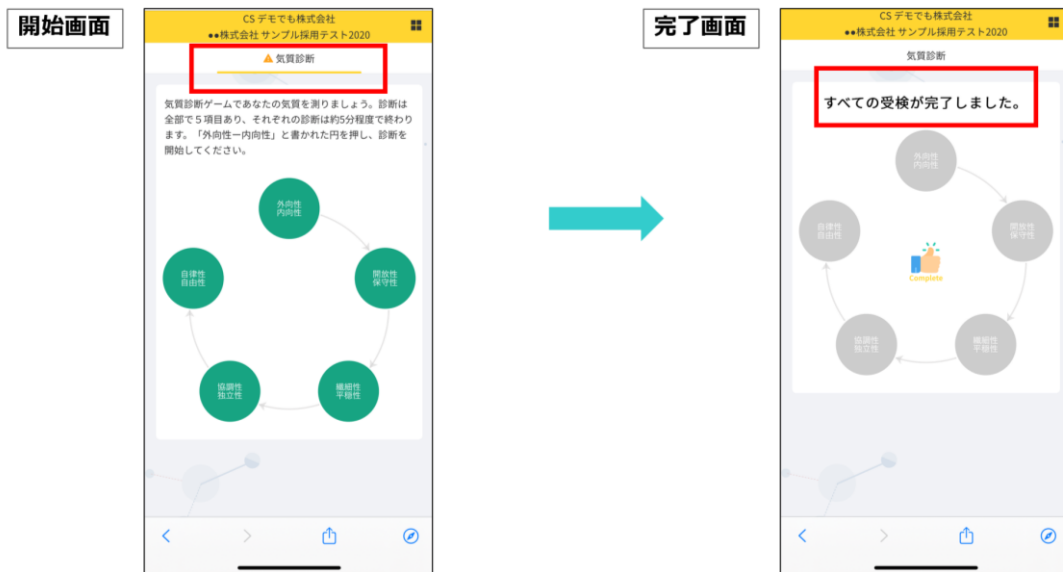 開始画面
CS デモでも株式会社
●●株式会社 サンプル採用テスト2020
気質診断
気質診断ゲームであなたの気質を測りましょう。診断は
全部で５項目あり、それぞれの診断は約5分程度で終わり
ます。「外向性ー内向性」と書かれた円を押し、診断を
開始してください。
外向性
内向性
開放性
保守性
繊細性
平穏性
協調性
独立性
自律性
自由性
完了画面
CS デモでも株式会社
●●株式会社 サンプル採用テスト2020
気質診断
すべての受検が完了しました。
外向性
内向性
開放性
保守性
繊細性
平穏性
協調性
独立性
自律性
自由性
Complete